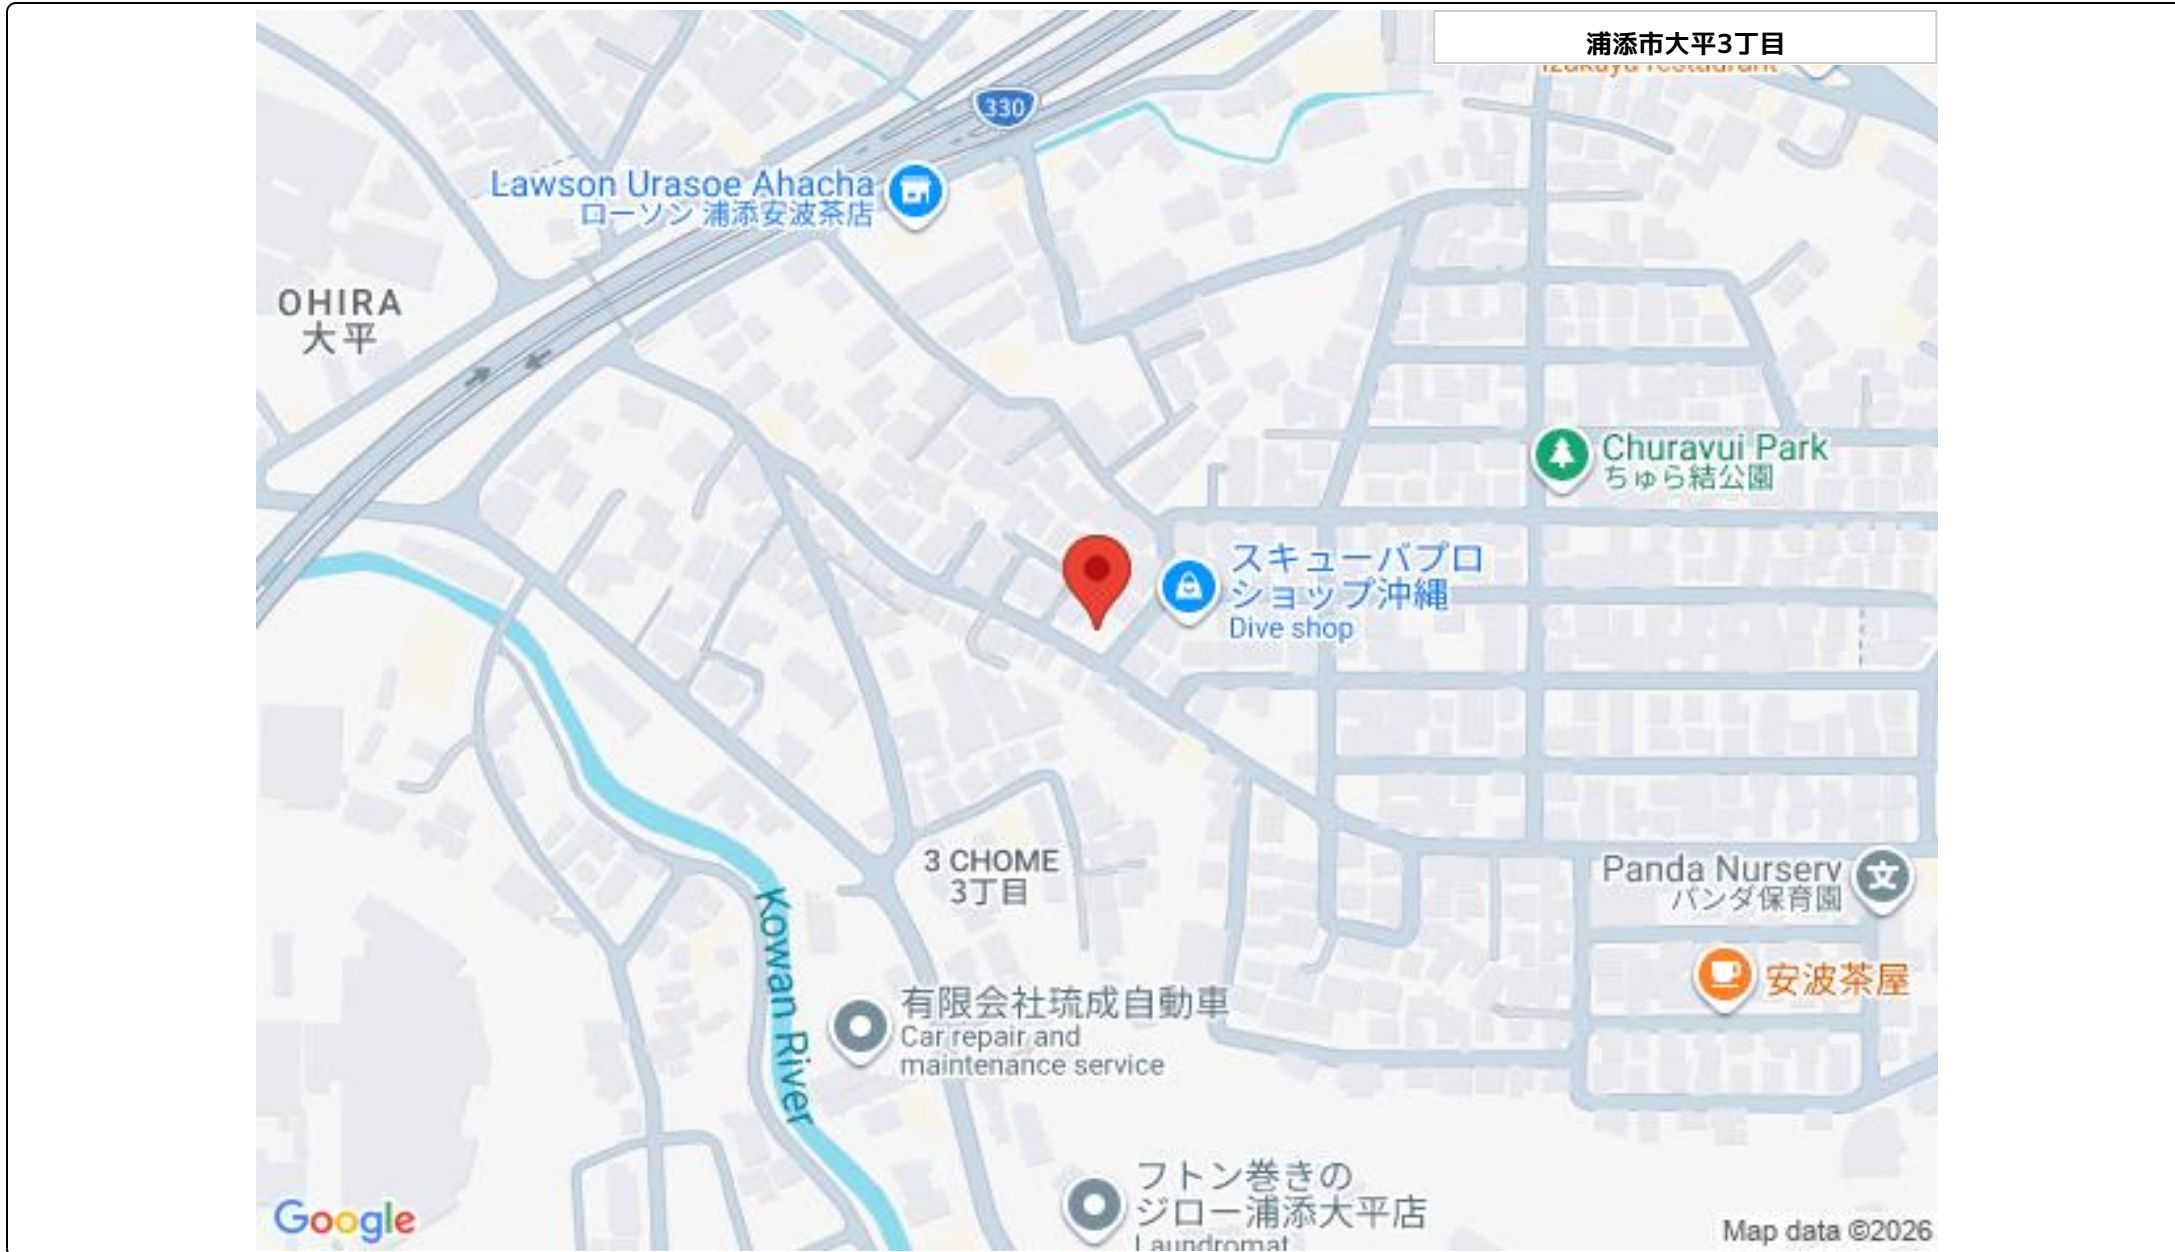 浦添市大平3丁目
Izakaya restaurant
330
Lawson Urasoe Ahacha
ローソン 浦添安波茶店
OHIRA
大平
Churavui Park
ちゅら結公園
スキューバプロ
ショップ沖縄
Dive shop
3 CHOME
3丁目
Panda Nursery
パンダ保育園
安波茶屋
Kowan River
有限会社琉成自動車
Car repair and
maintenance service
フトン巻きの
ジロー浦添大平店
Laundromat
文
Google
Map data ©2026